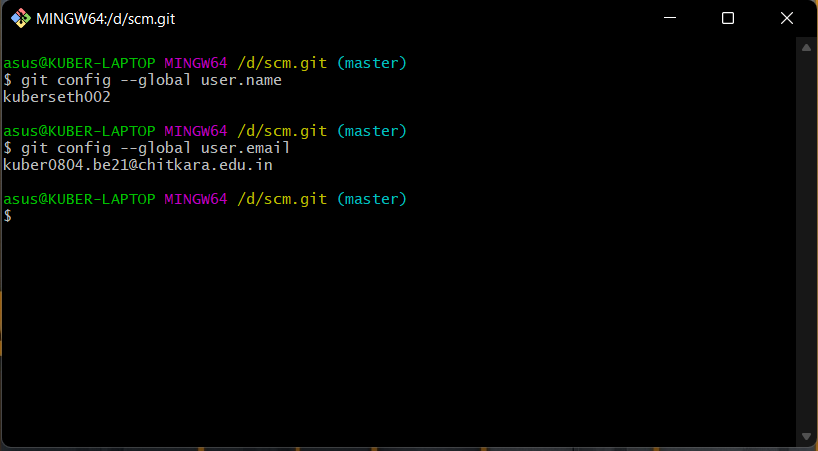 MINGW64:/d/scm.git
asus@KUBER-LAPTOP MINGW64 /d/scm.git (master)
$ git config --global user.name
kuberseth002
asus@KUBER-LAPTOP MINGW64 /d/scm.git (master)
$ git config --global user.email
kuber0804.be21@chitkara.edu.in
asus@KUBER-LAPTOP MINGW64 /d/scm.git (master)
$